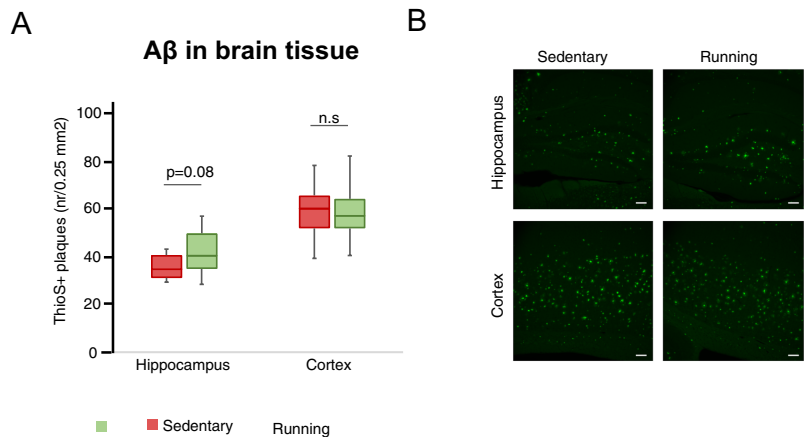 A
Aβ in brain tissue
ThioS+ plaques (nr/0.25 mm2)
100
80
60
40
20
0
p=0.08
n.s
Hippocampus
Cortex
Sedentary
Running
B
Sedentary
Running
Hippocampus
Cortex